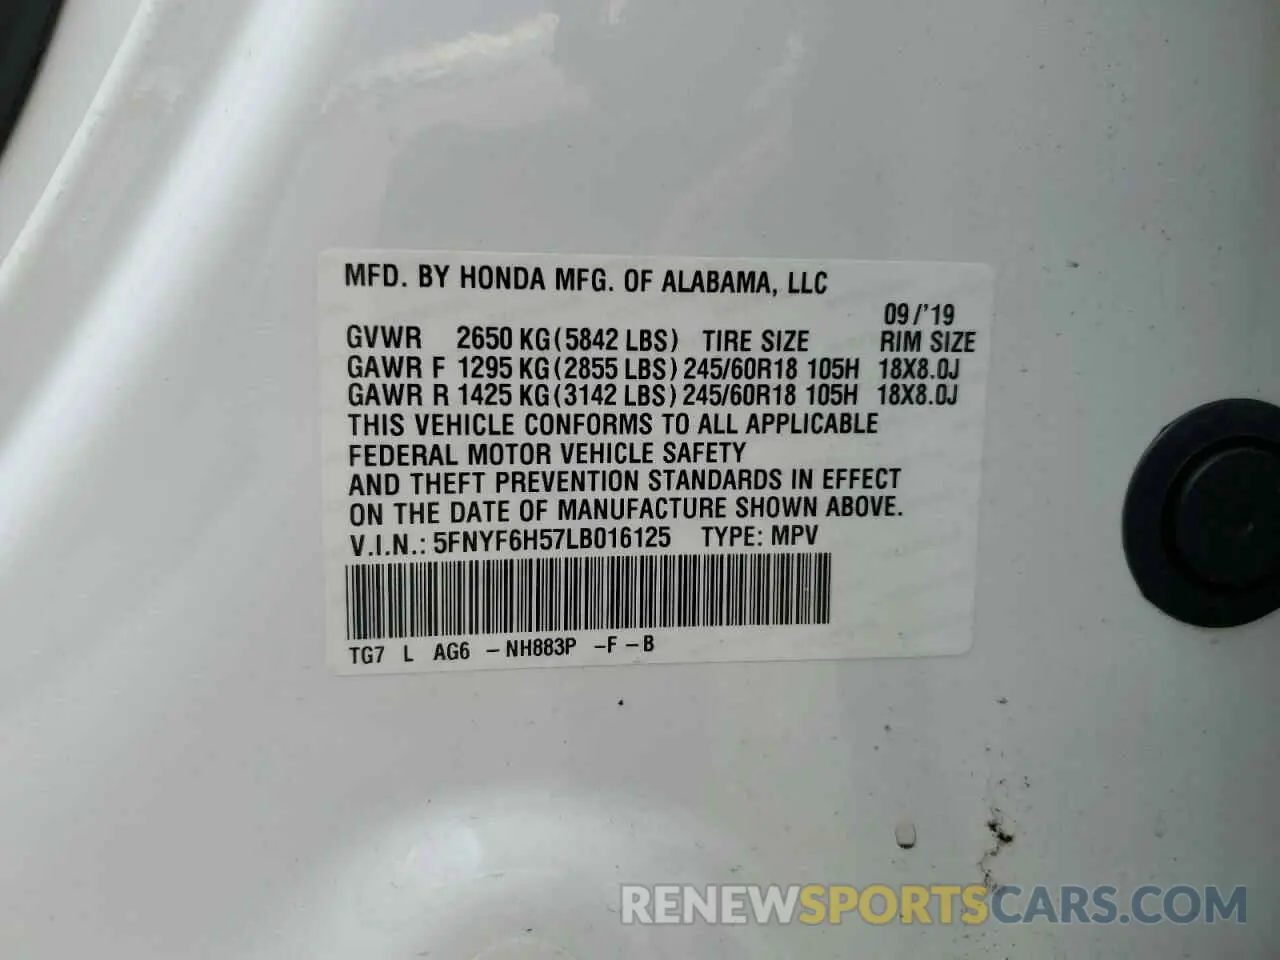 MFD. BY HONDA MFG. OF ALABAMA, LLC
09/'19
GVWR 2650 KG(5842 LBS) TIRE SIZE RIM SIZE
GAWR F 1295 KG(2855 LBS) 245/60R18 105H 18X8.0J
GAWR R 1425 KG(3142 LBS) 245/60R18 105H 18X8.0J
THIS VEHICLE CONFORMS TO ALL APPLICABLE
FEDERAL MOTOR VEHICLE SAFETY
AND THEFT PREVENTION STANDARDS IN EFFECT
ON THE DATE OF MANUFACTURE SHOWN ABOVE.
V.I.N.: 5FNYF6H57LB016125 TYPE: MPV
TG7 L AG6 -NH883P -F -B
RENEWSPORTSCARS.COM